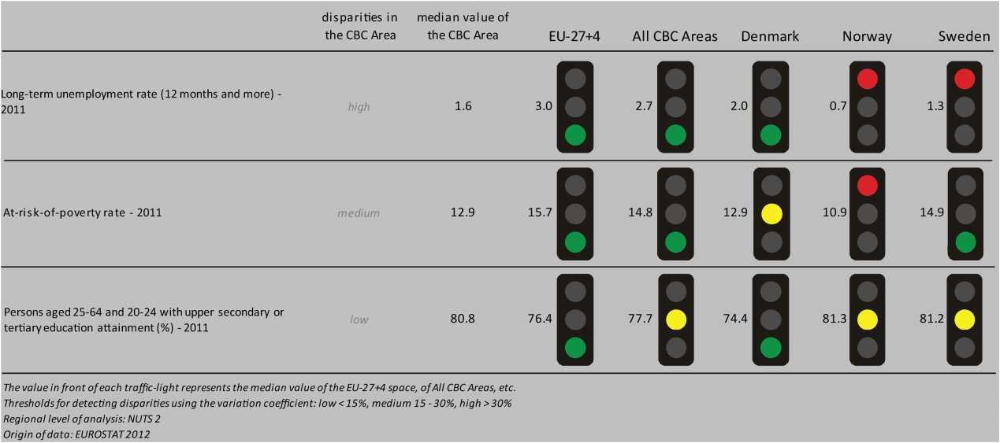 disparities in the CBC Area median value of the CBC Area EU-27+4 All CBC Areas Denmark Norway Sweden
Long-term unemployment rate (12 months and more) -
2011
high 1.6 3.0 2.7 2.0 0.7 1.3
At-risk-of-poverty rate - 2011 medium 12.9 15.7 14.8 12.9 10.9 14.9
Persons aged 25-64 and 20-24 with upper secondary or
tertiary education attainment (%) - 2011
low 80.8 76.4 77.7 74.4 81.3 81.2
The value in front of each traffic-light represents the median value of the EU-27+4 space, of All CBC Areas, etc.
Thresholds for detecting disparities using the variation coefficient: low < 15%, medium 15 - 30%, high > 30%
Regional level of analysis: NUTS 2
Origin of data: EUROSTAT 2012